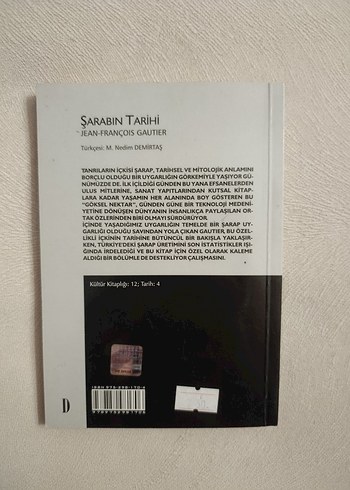 ŞARABIN TARİHİ
JEAN-FRANÇOIS GAUTIER
Türkçesi: M. Nedim DEMİRTAŞ
TANRILARIN İÇKİSİ ŞARAP, TARİHSEL VE MİTOLOJİK ANLAMINI
BORÇLU OLDUĞU BİR UYGARLIĞIN GÖRKEMİYLE YAŞIYOR GÜ-
NÜMÜZDE DE. İLK İÇİLDİĞİ GÜNDEN BU YANA EFSANELERDEN
ULUS MİTLERİNE, SANAT YAPITLARINDAN KUTSAL KİTAP-
LARA KADAR YAŞAMIN HER ALANINDA BOY GÖSTEREN BU
"GÖKSEL NEKTAR", GÜNDEN GÜNE BİR TEKNOLOJİ MEDENİ-
YETİNE DÖNÜŞEN DÜNYANIN İNSANLIKÇA PAYLAŞILAN OR-
TAK ÖZLERİNDEN BİRİ OLMAYI SÜRDÜRÜYOR.
İÇİNDE YAŞADIĞIMIZ UYGARLIĞIN TEMELDE BİR ŞARAP UY-
GARLIĞI OLDUĞU SAVINDAN YOLA ÇIKAN GAUTIER, BU ÖZEL-
LİKLİ İÇKİNİN TARİHİNE BÜTÜNCÜL BİR BAKIŞLA YAKLAŞIR-
KEN, TÜRKİYE'DEKİ ŞARAP ÜRETİMİNİ SON İSTATİSTİKLER IŞI-
ĞINDA İRDELEDİĞİ VE BU KİTAP İÇİN ÖZEL OLARAK KALEME
ALDIĞI BİR BÖLÜMLE DE DESTEKLİYOR ÇALIŞMASINI.
Kültür Kitaplığı: 12; Tarih: 4
ISBN 975-298-170-4
9789752981706
D